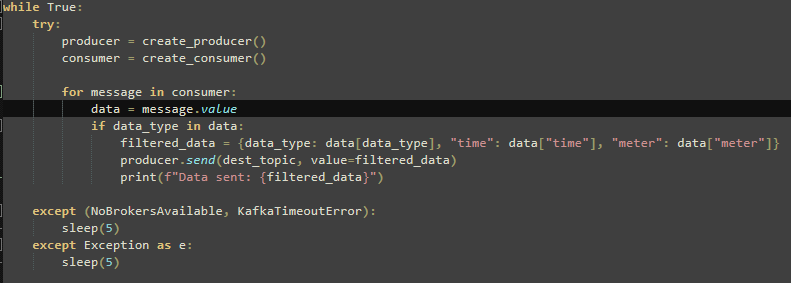 while True:
    try:
        producer = create_producer()
        consumer = create_consumer()

        for message in consumer:
            data = message.value
            if data_type in data:
                filtered_data = {data_type: data[data_type], "time": data["time"], "meter": data["meter"]}
                producer.send(dest_topic, value=filtered_data)
                print(f"Data sent: {filtered_data}")

    except (NoBrokersAvailable, KafkaTimeoutError):
        sleep(5)
    except Exception as e:
        sleep(5)